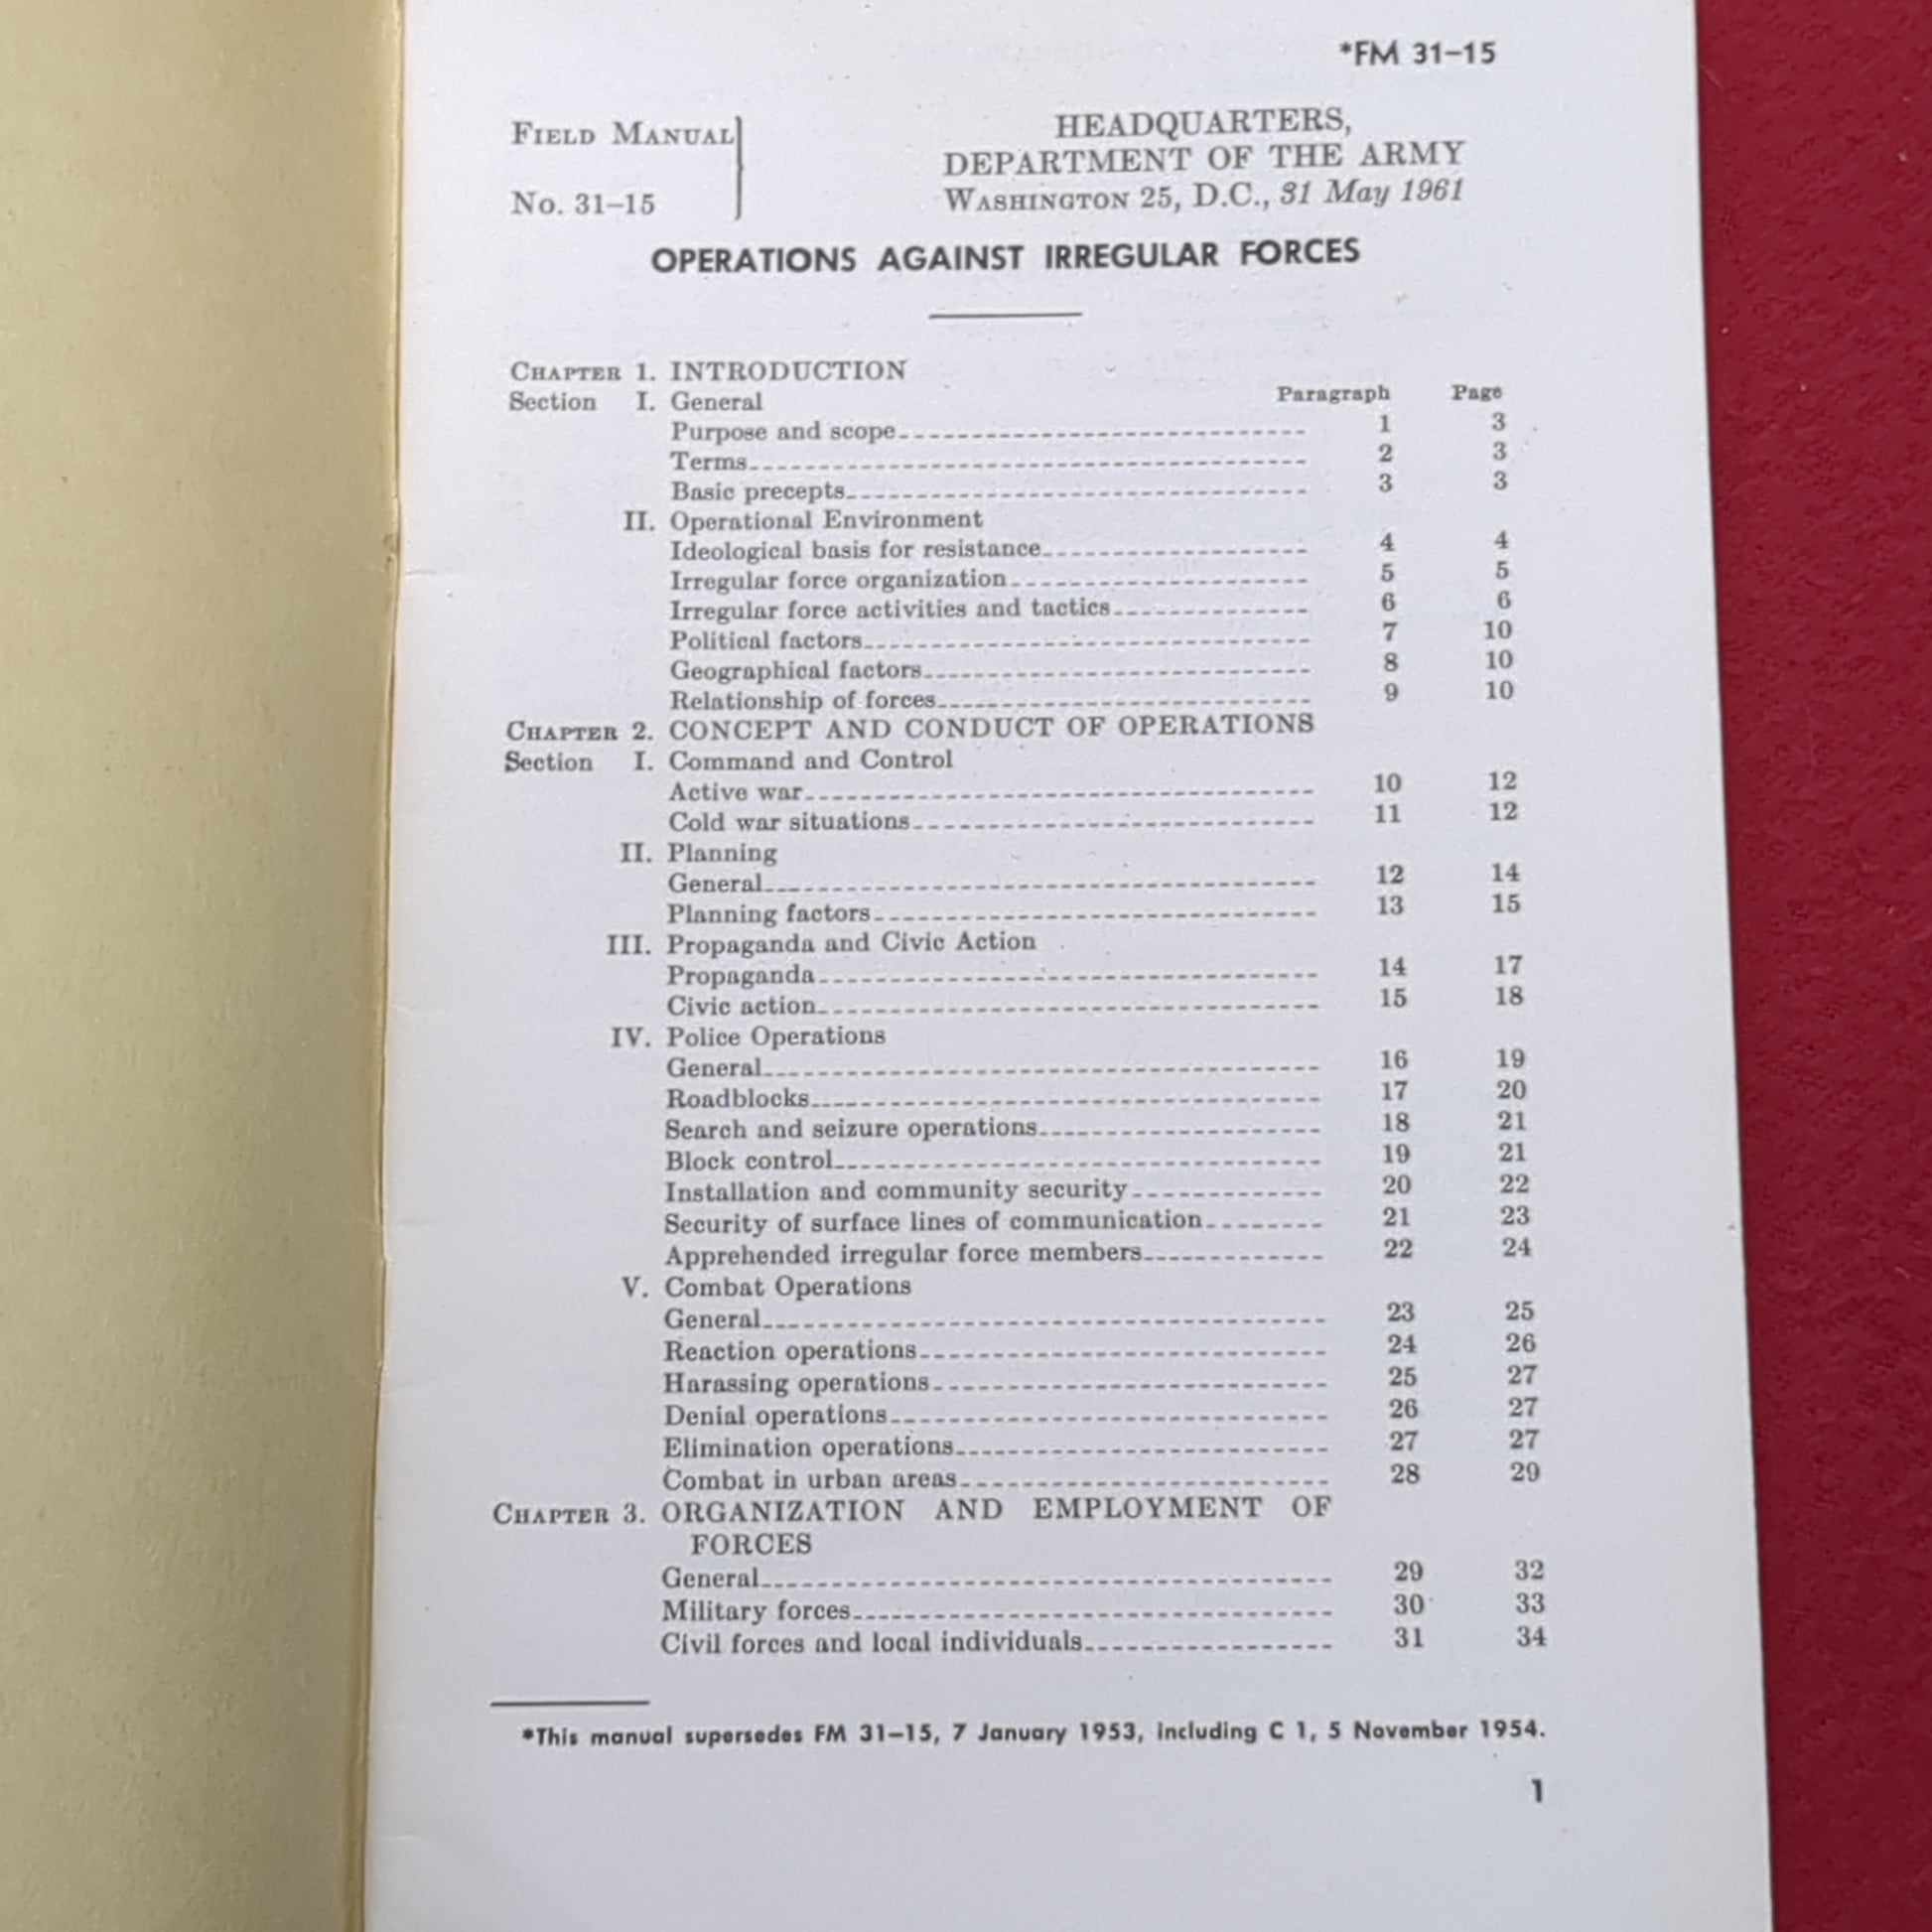 *FM 31–15
FIELD MANUAL
No. 31–15
HEADQUARTERS,
DEPARTMENT OF THE ARMY
WASHINGTON 25, D.C., 31 May 1961
OPERATIONS AGAINST IRREGULAR FORCES
CHAPTER 1. INTRODUCTION
Section I. General Paragraph Page
Purpose and scope 1 3
Terms 2 3
Basic precepts 3 3
II. Operational Environment
Ideological basis for resistance 4 4
Irregular force organization 5 5
Irregular force activities and tactics 6 6
Political factors 7 10
Geographical factors 8 10
Relationship of forces 9 10
CHAPTER 2. CONCEPT AND CONDUCT OF OPERATIONS
Section I. Command and Control
Active war 10 12
Cold war situations 11 12
II. Planning
General 12 14
Planning factors 13 15
III. Propaganda and Civic Action
Propaganda 14 17
Civic action 15 18
IV. Police Operations
General 16 19
Roadblocks 17 20
Search and seizure operations 18 21
Block control 19 21
Installation and community security 20 22
Security of surface lines of communication 21 23
Apprehended irregular force members 22 24
V. Combat Operations
General 23 25
Reaction operations 24 26
Harassing operations 25 27
Denial operations 26 27
Elimination operations 27 27
Combat in urban areas 28 29
CHAPTER 3. ORGANIZATION AND EMPLOYMENT OF
FORCES
General 29 32
Military forces 30 33
Civil forces and local individuals 31 34
*This manual supersedes FM 31–15, 7 January 1953, including C 1, 5 November 1954.
1